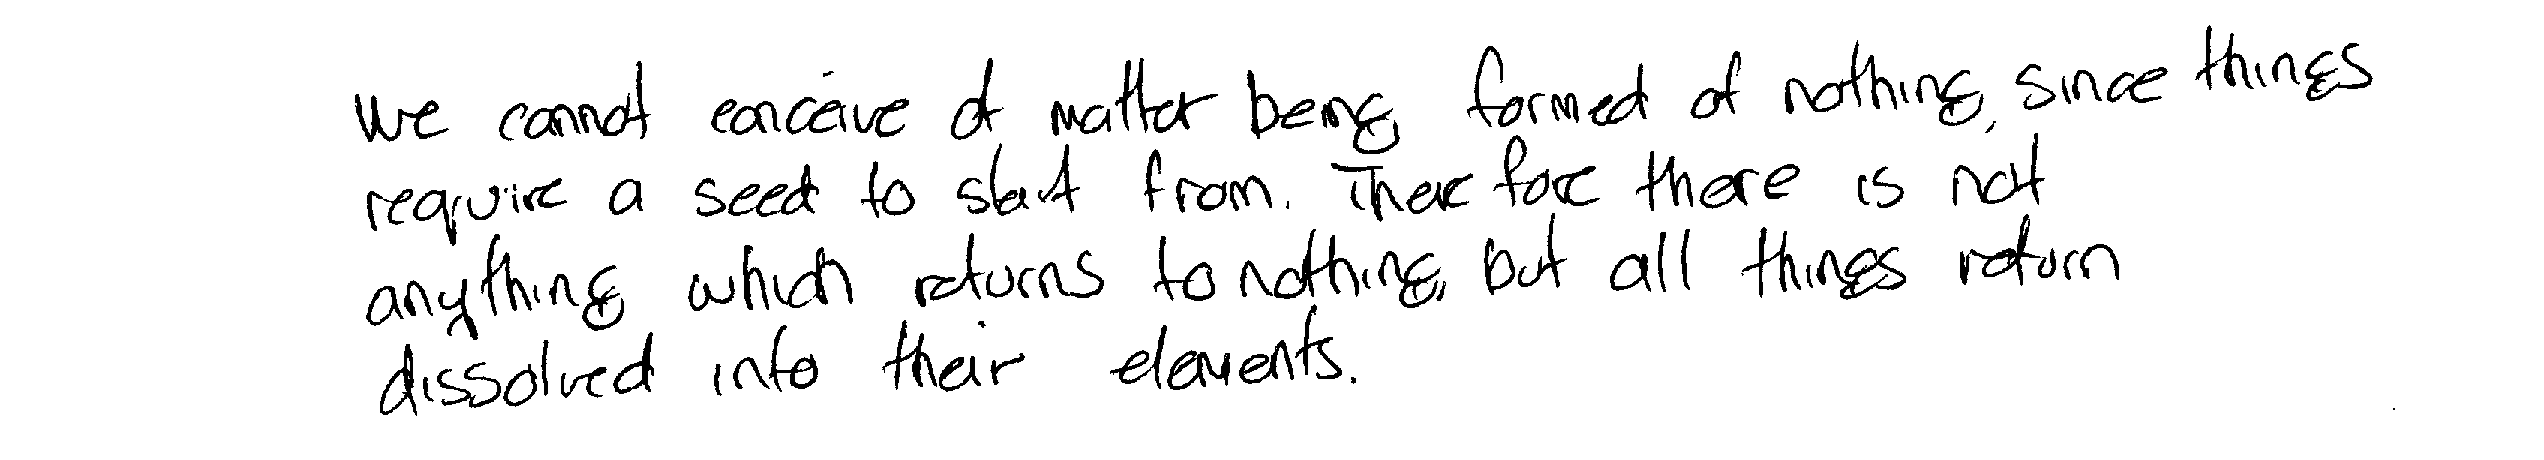 We cannot conceive of matter being formed of nothing, since things
require a seed to start from. Therefore there is not
anything which returns to nothing, but all things return
dissolved into their elements.